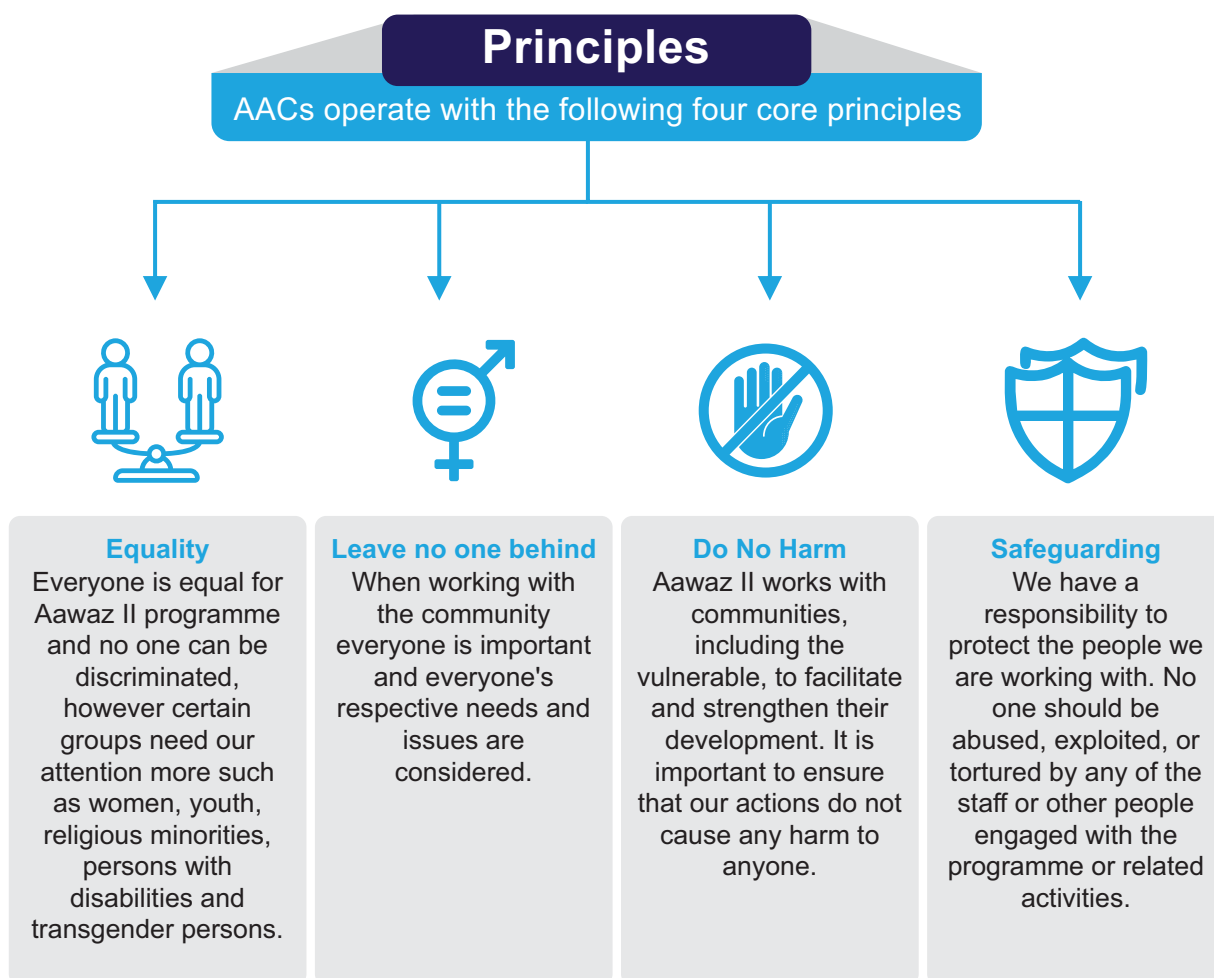 Principles
AACs operate with the following four core principles
Equality
Everyone is equal for
Aawaz II programme
and no one can be
discriminated,
however certain
groups need our
attention more such
as women, youth,
religious minorities,
persons with
disabilities and
transgender persons.
Leave no one behind
When working with
the community
everyone is important
and everyone's
respective needs and
issues are
considered.
Do No Harm
Aawaz II works with
communities,
including the
vulnerable, to facilitate
and strengthen their
development. It is
important to ensure
that our actions do not
cause any harm to
anyone.
Safeguarding
We have a
responsibility to
protect the people we
are working with. No
one should be
abused, exploited, or
tortured by any of the
staff or other people
engaged with the
programme or related
activities.